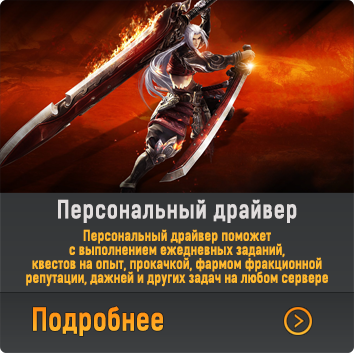 Персональный драйвер
Персональный драйвер поможет
с выполнением ежедневных заданий,
квестов на опыт, прокачкой, фармом фракционной
репутации, дажней и других задач на любом сервере
Подробнее